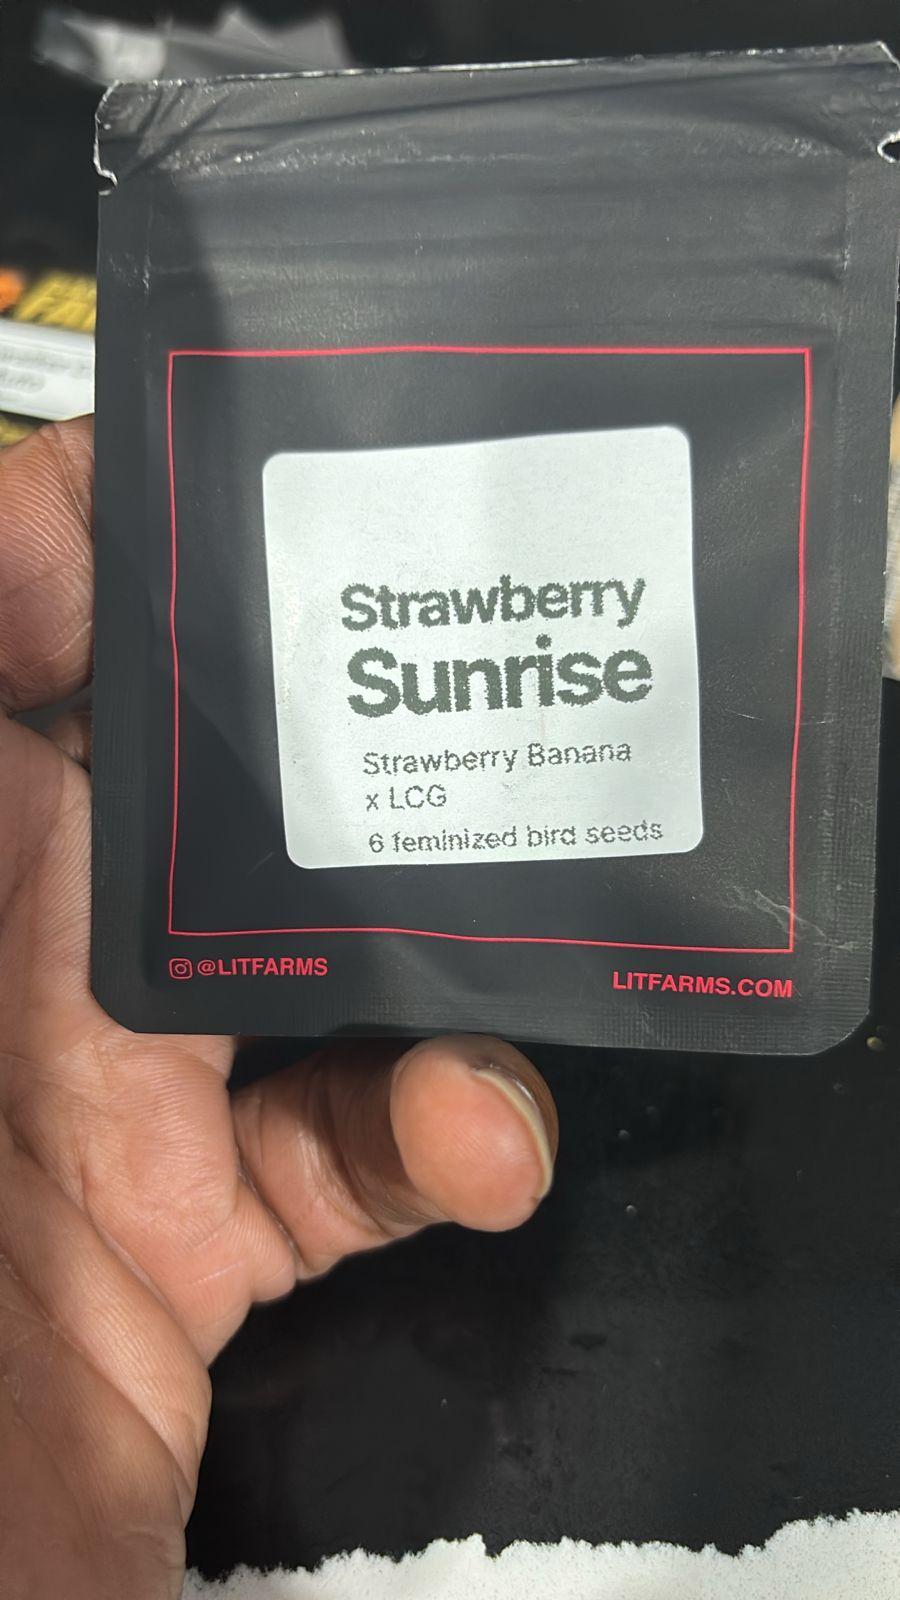 Strawberry
Sunrise
Strawberry Banana
x LCG
6 feminized bird seeds
@LITFARMS
LITFARMS.COM